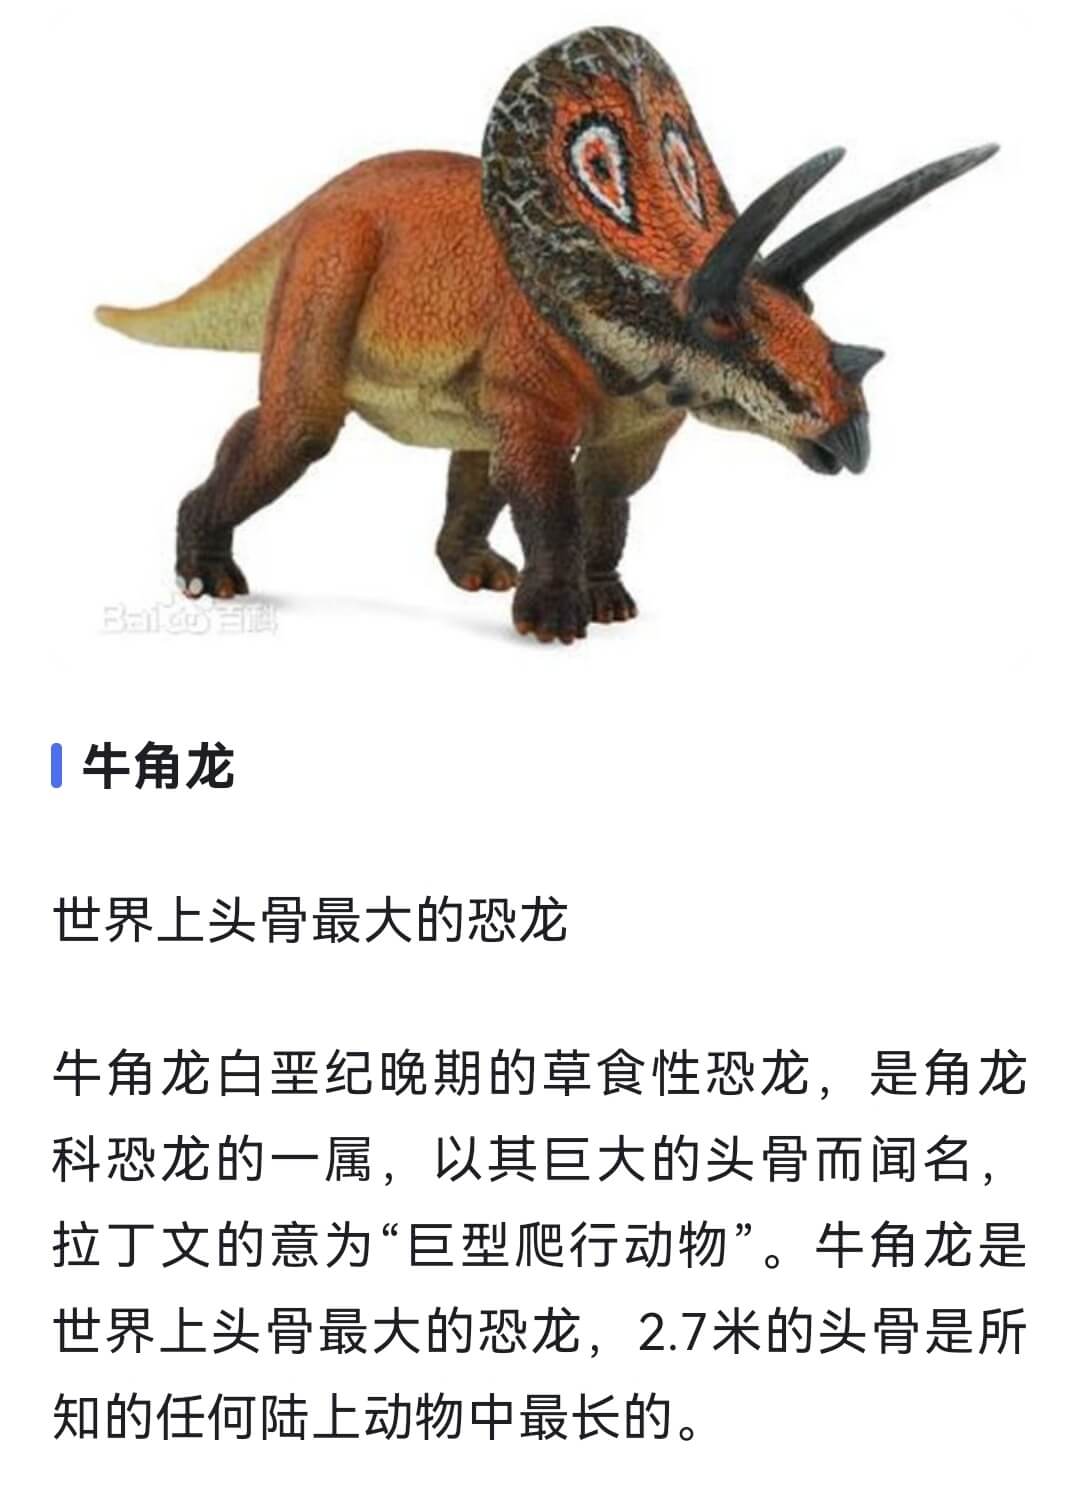 Bai百科
牛角龙
世界上头骨最大的恐龙
牛角龙白垩纪晚期的草食性恐龙，是角龙
科恐龙的一属，以其巨大的头骨而闻名，
拉丁文的意为“巨型爬行动物”。牛角龙是
世界上头骨最大的恐龙，2.7米的头骨是所
知的任何陆上动物中最长的。